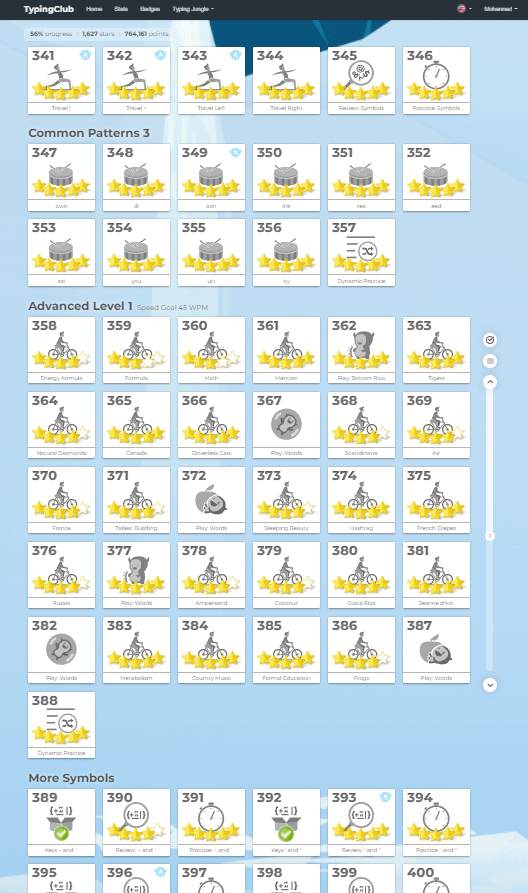 TypingClub Home Stats Badges Typing Jungle Mohannad
56% progress 1,627 stars 764,161 points
341 342 343 344 345 346
Travel [ Travel = Travel Left Travel Right Review: Symbols Practice: Symbols
Common Patterns 3
347 348 349 350 351 352
own ill ink ies eed
353 354 355 356 357
you by Dynamic Practice
Advanced Level 1 Speed Goal 45 WPM
358 359 360 361 362 363
Energy formula Formula Math Mention Play: Bottom Row Tigers
364 365 366 367 368 369
Natural Diamonds Canada Driverless Cars Play: Words Scandinavia Air
370 371 372 373 374 375
France Tallest Building Play: Words Sleeping Beauty Hashtag French Crepes
376 377 378 379 380 381
Russia Play: Words Ampersand Coconut Costa Rica Jeanne d'Arc
382 383 384 385 386 387
Play: Words Metabolism Country Music Formal Education Frogs Play: Words
388
Dynamic Practice
More Symbols
389 390 391 392 393 394
Keys ~ and ` Review: ~ and ` Practice: ~ and ` Keys ' and " Review: ' and " Practice: ' and "
395 396 397 398 399 400